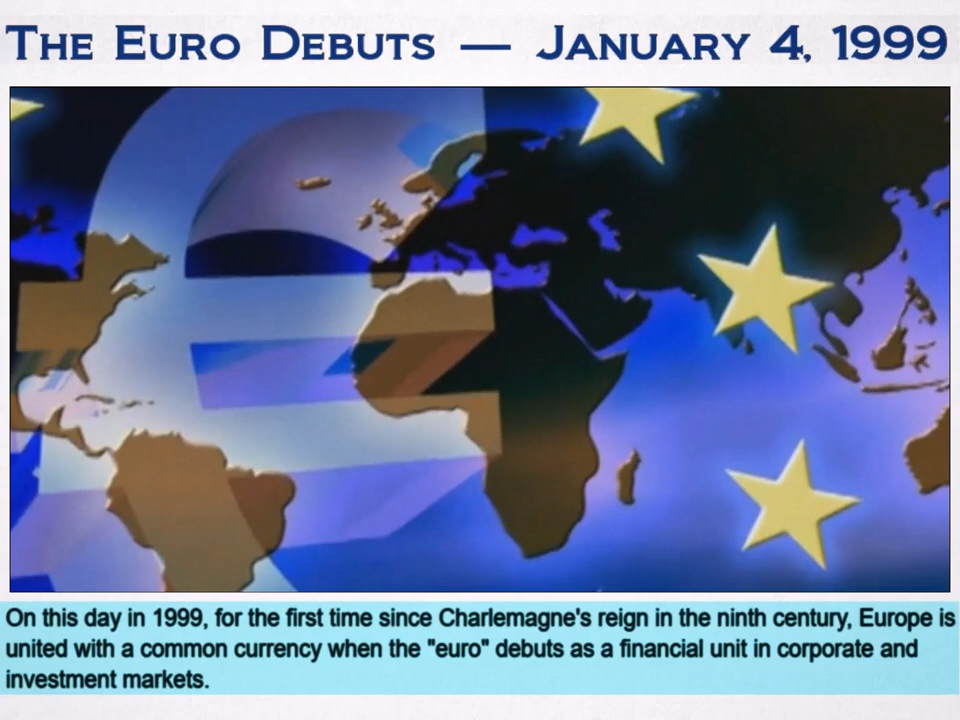 The Euro Debuts — January 4, 1999
On this day in 1999, for the first time since Charlemagne's reign in the ninth century, Europe is
united with a common currency when the "euro" debuts as a financial unit in corporate and
investment markets.